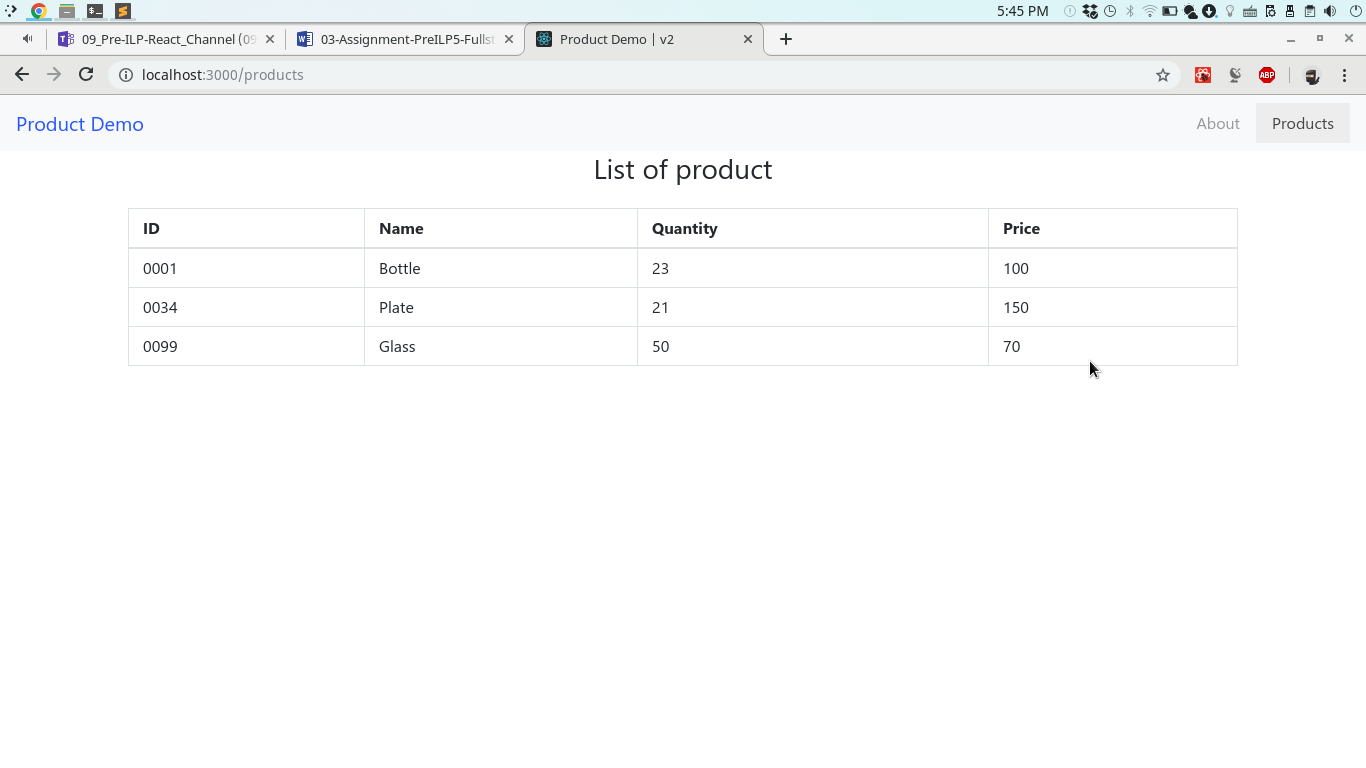 5:45 PM
09_Pre-ILP-React_Channel (09
03-Assignment-PreILP5-Fullst
Product Demo | v2
localhost:3000/products
ABP
Product Demo
About
Products
List of product
ID Name Quantity Price
0001 Bottle 23 100
0034 Plate 21 150
0099 Glass 50 70